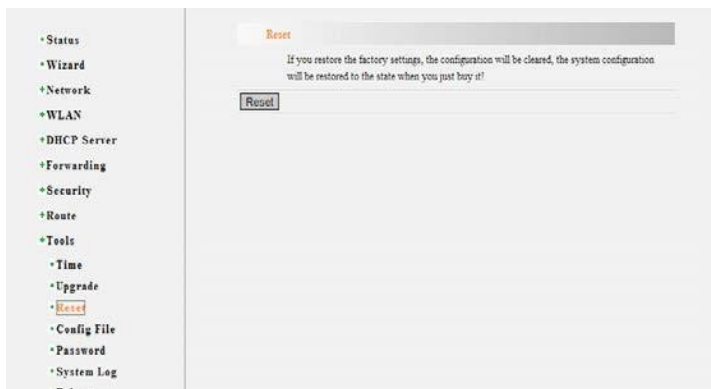 Status
Wizard
Network
WLAN
DHCP Server
Forwarding
Security
Route
Tools
Time
Upgrade
Reset
Config File
Password
System Log
Reset
If you restore the factory settings, the configuration will be cleared, the system configuration
will be restored to the state when you just buy it!
Reset